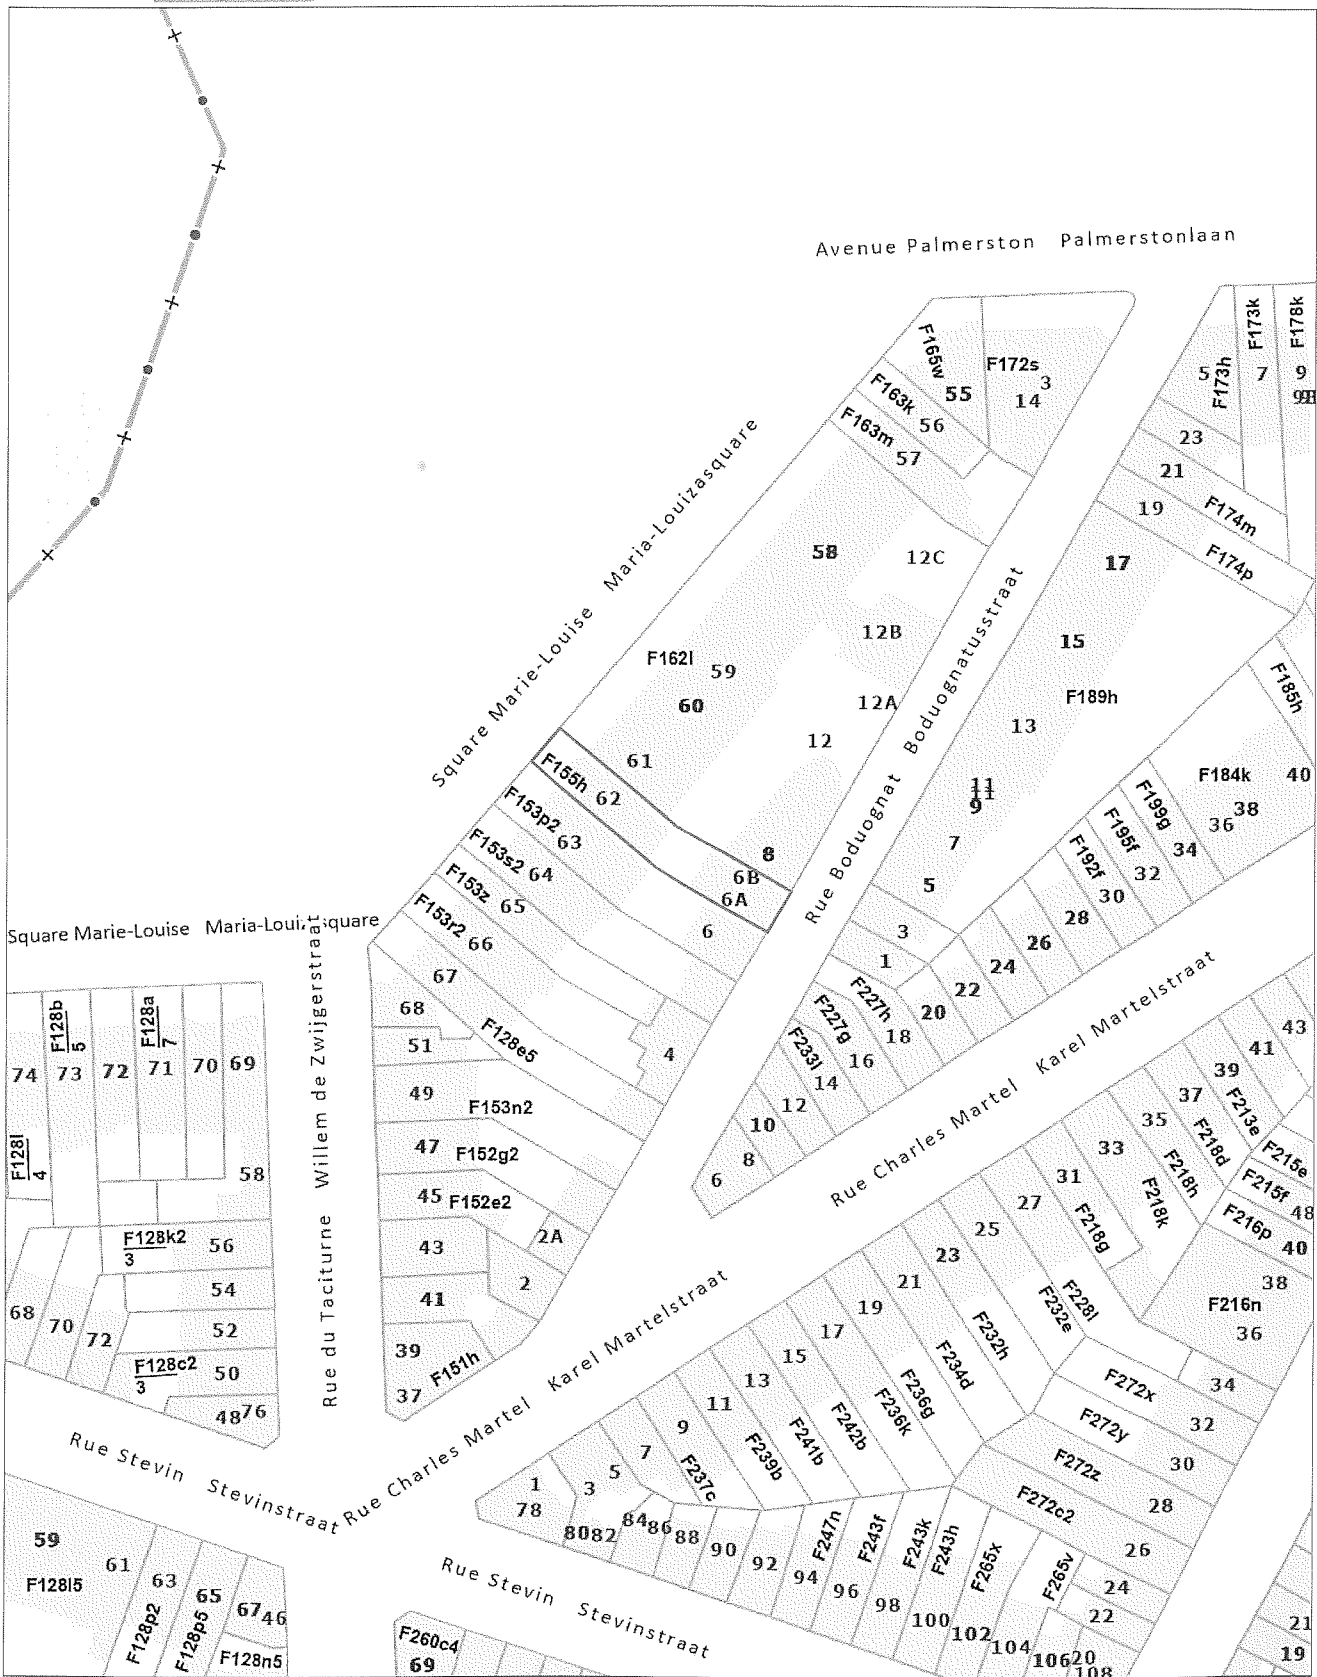 Avenue Palmerston Palmerstonlaan
F165w
F172s
3
55
14
F163k
56
F163m
57
5
F173h
F173k
7
F178k
9
23
21
19
F174m
F174p
Square Marie-Louise Maria-Louizasquare
58
12C
12B
12A
12
F162l
59
60
61
Rue Boduognat Boduognatusstraat
17
15
F189h
13
11
11
9
7
5
3
1
F185h
F184k
40
38
36
F199g
34
F195f
32
F192f
30
28
26
24
22
20
F155h
62
8
6B
6A
F153p2
63
6
F153s2
64
F153z
65
F153r2
66
67
68
F128e5
4
51
49
F153n2
47
F152g2
45
F152e2
43
2A
2
41
39
37
F151h
Square Marie-Louise Maria-Louizasquare
Rue du Taciturne Willem de Zwijgerstraat
74
F128b
5
73
72
F128a
7
71
70
69
F128l
4
58
F128k2
3
56
54
52
F128c2
3
50
48
76
68
70
72
F227h
18
F227g
16
F233l
14
12
10
8
6
Rue Charles Martel Karel Martelstraat
43
41
39
F213e
37
F218d
35
F218h
33
F218k
31
F218g
27
F228l
F232e
25
23
F232h
21
F234d
19
F236g
17
F236k
15
F242b
13
F241b
11
F239b
9
F237c
7
5
3
1
78
F215e
F215f
48
F216p
40
38
F216n
36
34
F272x
32
F272y
30
F272z
28
F272c2
26
24
22
20
Rue Charles Martel Karel Martelstraat
Rue Stevin Stevinstraat
80
82
84
86
88
90
92
F247n
94
F243f
96
F243k
98
F243h
100
F265x
102
104
F265v
106
108
Rue Stevin Stevinstraat
59
61
F128l5
63
F128p2
65
F128p5
67
46
F128n5
F260c4
69
21
19